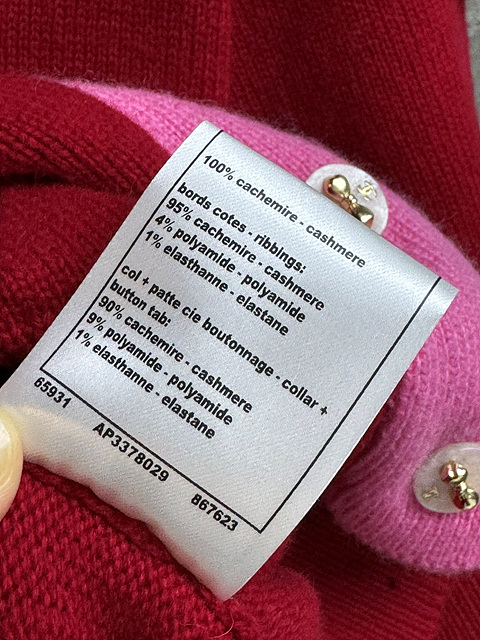 100% cachemire - cashmere
bords cotes - ribbings:
95% cachemire - cashmere
4% polyamide - polyamide
1% elasthanne - elastane
col + patte cie boutonnage - collar +
button tab:
90% cachemire - cashmere
9% polyamide - polyamide
1% elasthanne - elastane
65931 AP3378029 867623